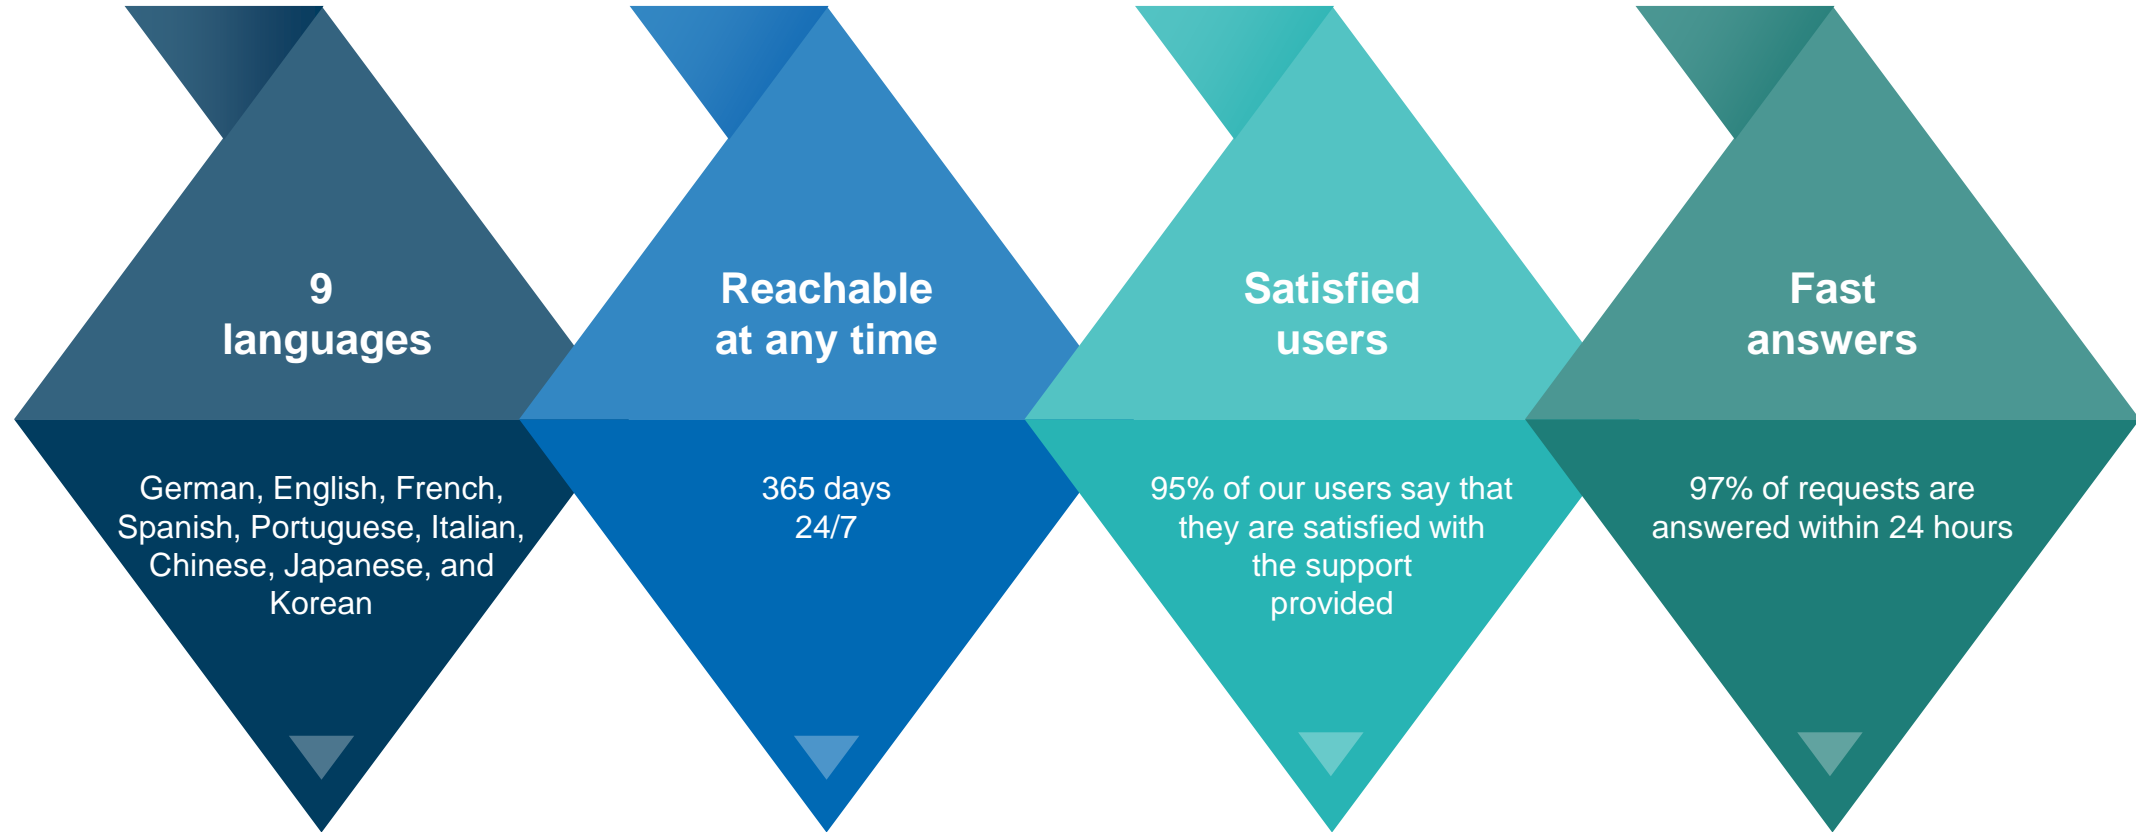 9
languages
German, English, French,
Spanish, Portuguese, Italian,
Chinese, Japanese, and
Korean
Reachable
at any time
365 days
24/7
Satisfied
users
95% of our users say that
they are satisfied with
the support
provided
Fast
answers
97% of requests are
answered within 24 hours